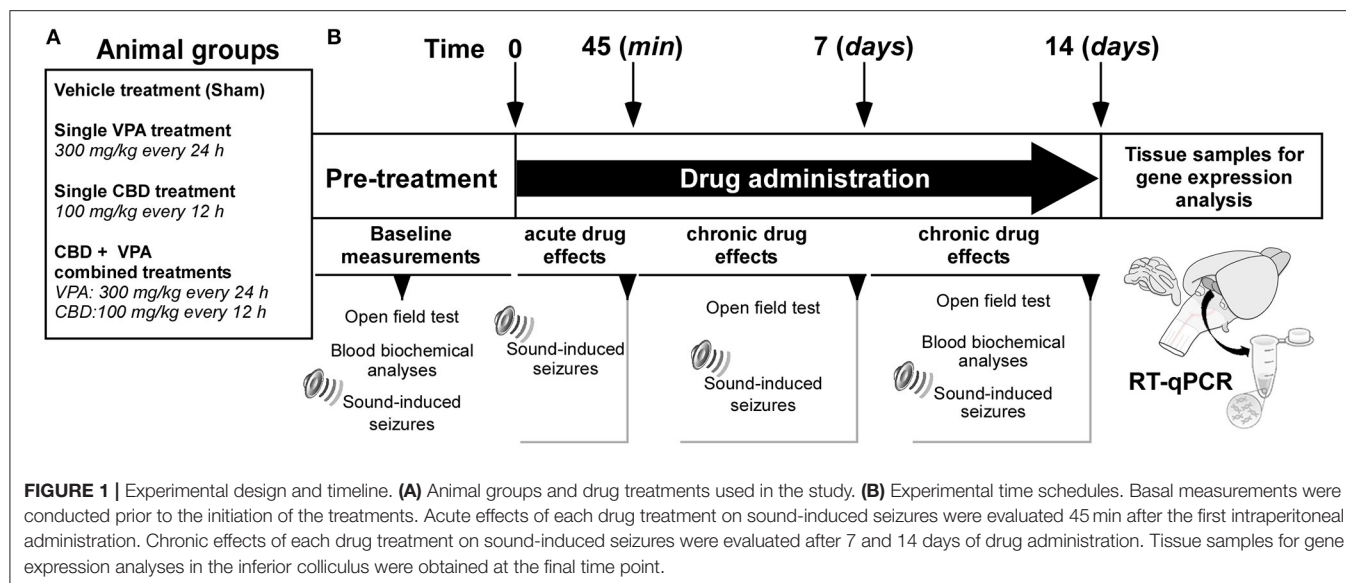 A
Animal groups
Vehicle treatment (Sham)
Single VPA treatment
300 mg/kg every 24 h
Single CBD treatment
100 mg/kg every 12 h
CBD + VPA
combined treatments
VPA: 300 mg/kg every 24 h
CBD:100 mg/kg every 12 h
B
Time 0 45 (min) 7 (days) 14 (days)
Pre-treatment
Drug administration
Tissue samples for
gene expression
analysis
Baseline
measurements
Open field test
Blood biochemical
analyses
Sound-induced
seizures
acute drug
effects
Sound-induced
seizures
chronic drug
effects
Open field test
Sound-induced
seizures
chronic drug
effects
Open field test
Blood biochemical
analyses
Sound-induced
seizures
RT-qPCR
FIGURE 1 | Experimental design and timeline. (A) Animal groups and drug treatments used in the study. (B) Experimental time schedules. Basal measurements were
conducted prior to the initiation of the treatments. Acute effects of each drug treatment on sound-induced seizures were evaluated 45 min after the first intraperitoneal
administration. Chronic effects of each drug treatment on sound-induced seizures were evaluated after 7 and 14 days of drug administration. Tissue samples for gene
expression analyses in the inferior colliculus were obtained at the final time point.